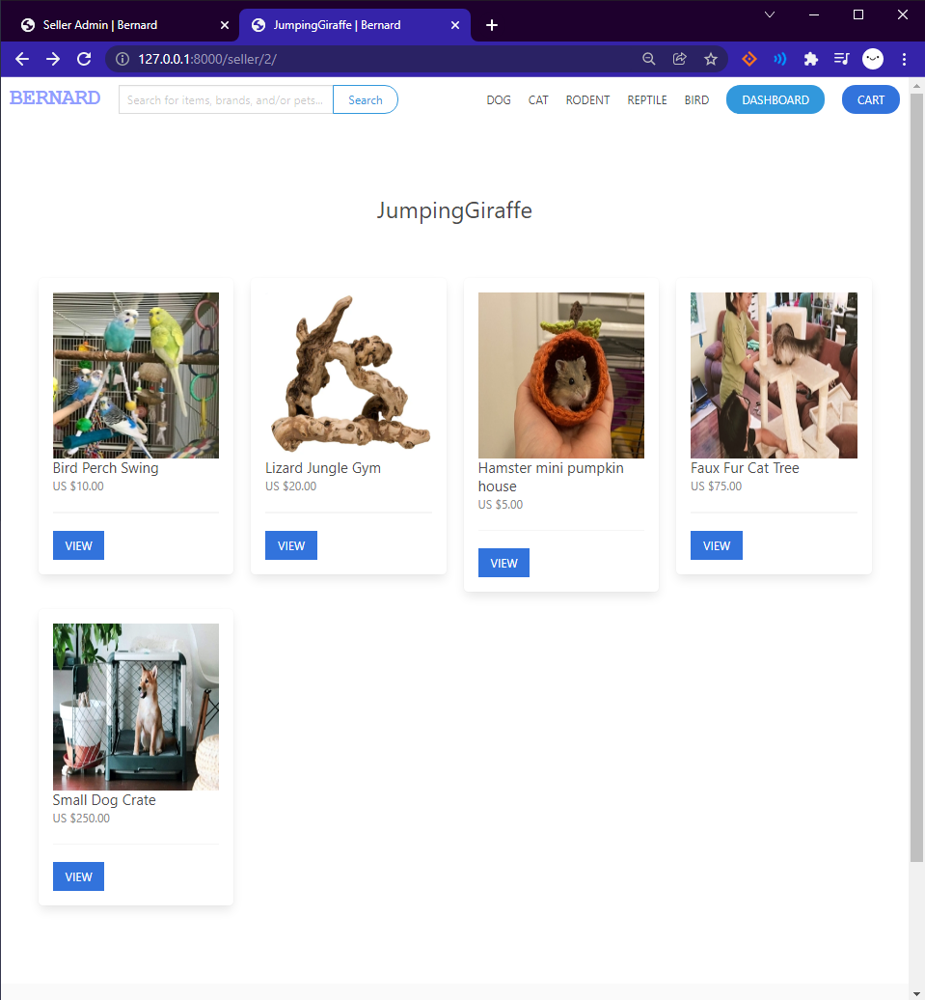 Seller Admin | Bernard
JumpingGiraffe | Bernard
127.0.0.1:8000/seller/2/
BERNARD
Search for items, brands, and/or pets...
Search
DOG
CAT
RODENT
REPTILE
BIRD
DASHBOARD
CART
JumpingGiraffe
Bird Perch Swing
US $10.00
VIEW
Lizard Jungle Gym
US $20.00
VIEW
Hamster mini pumpkin
house
US $5.00
VIEW
Faux Fur Cat Tree
US $75.00
VIEW
Small Dog Crate
US $250.00
VIEW